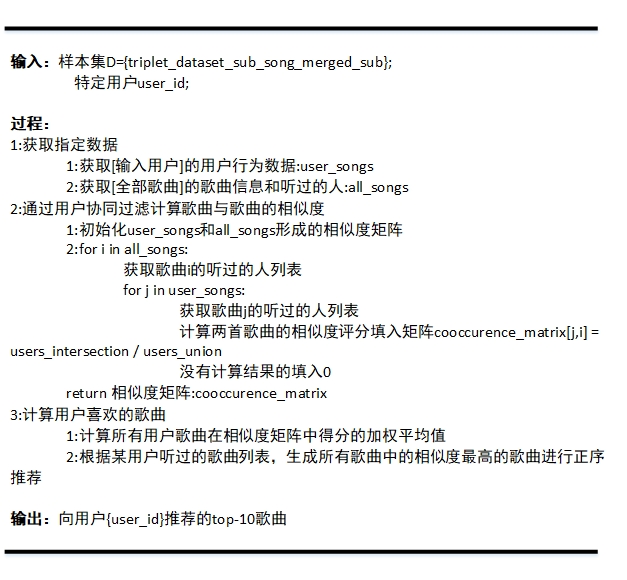 输入：样本集D={triplet_dataset_sub_song_merged_sub};
特定用户user_id;
过程：
1:获取指定数据
1:获取[输入用户]的用户行为数据:user_songs
2:获取[全部歌曲]的歌曲信息和听过的人:all_songs
2:通过用户协同过滤计算歌曲与歌曲的相似度
1:初始化user_songs和all_songs形成的相似度矩阵
2:for i in all_songs:
获取歌曲i的听过的人列表
for j in user_songs:
获取歌曲j的听过的人列表
计算两首歌曲的相似度评分填入矩阵cooccurence_matrix[j,i] =
users_intersection / users_union
没有计算结果的填入0
return 相似度矩阵:cooccurence_matrix
3:计算用户喜欢的歌曲
1:计算所有用户歌曲在相似度矩阵中得分的加权平均值
2:根据某用户听过的歌曲列表，生成所有歌曲中的相似度最高的歌曲进行正序
推荐
输出：向用户{user_id}推荐的top-10歌曲